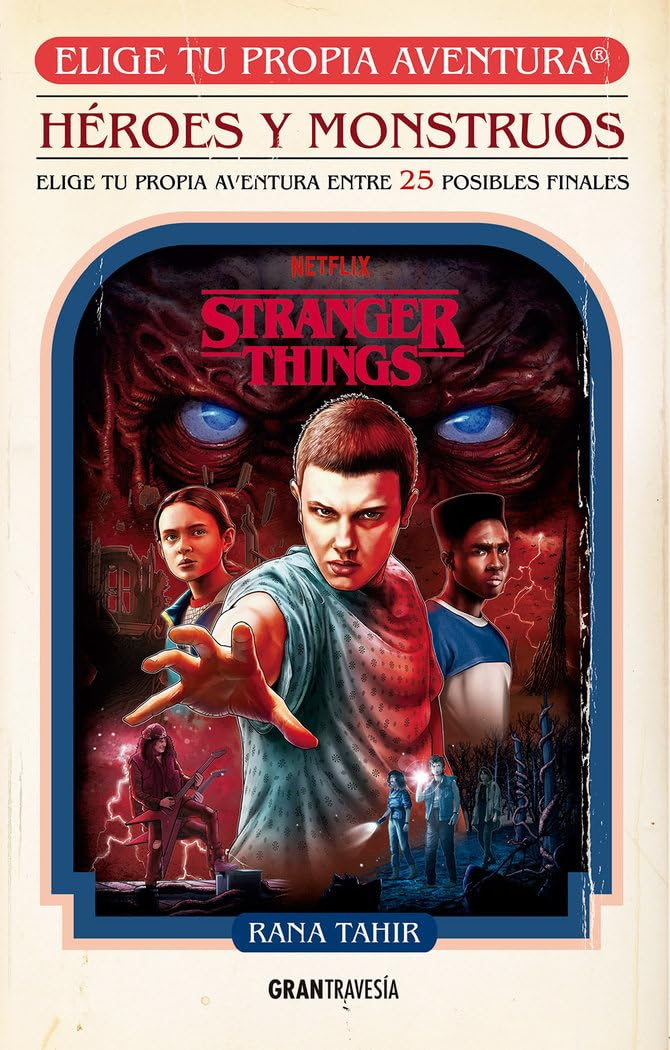 ELIGE TU PROPIA AVENTURA®
HÉROES Y MONSTRUOS
ELIGE TU PROPIA AVENTURA ENTRE 25 POSIBLES FINALES
NETFLIX
STRANGER
THINGS
RANA TAHIR
GRANTRAVESÍA